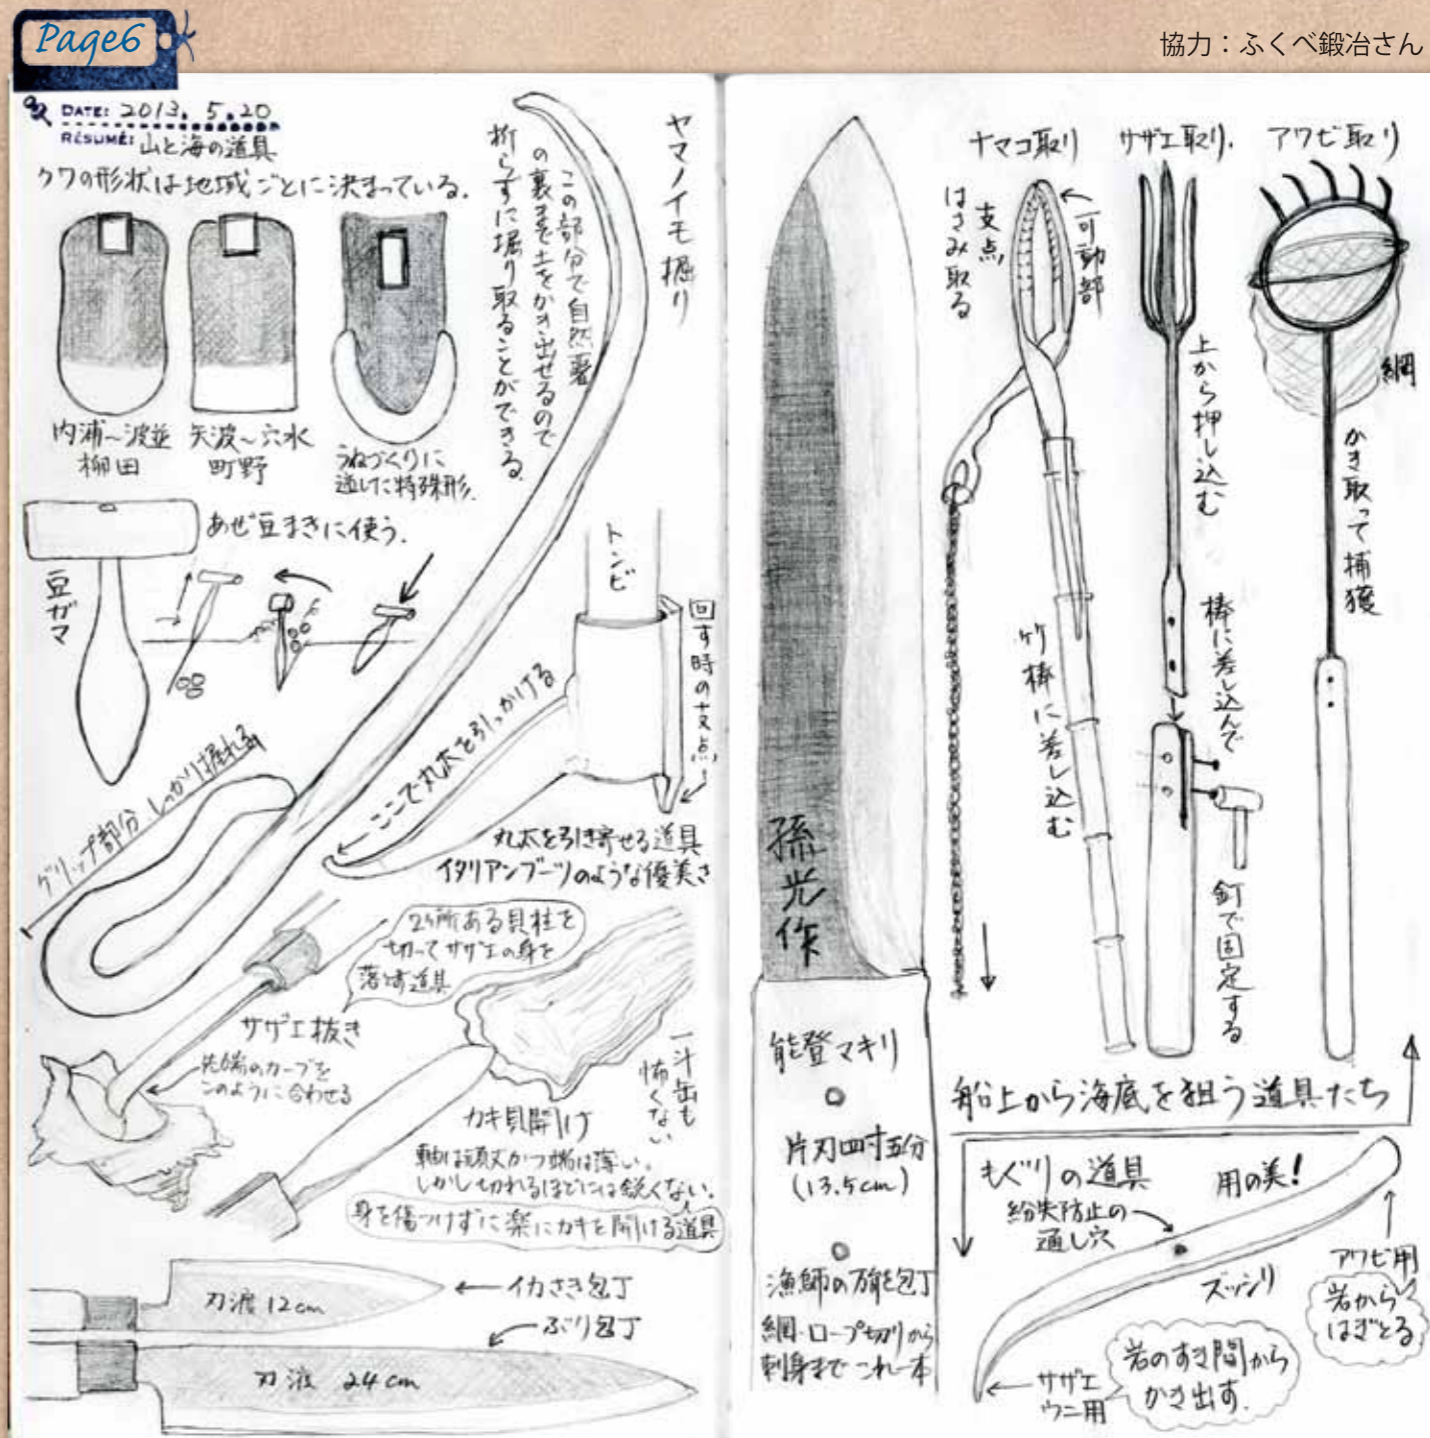 Page6
協力：ふくべ鍛冶さん
DATE: 2013. 5.20
RÉSUMÉ: 山と海の道具
クワの形状は地域ごとに決まっている.
内浦〜波並
柳田
矢波〜穴水
町野
うねづくりに
適した特殊形.
ヤマノイモ掘り
この部分で自然薯
の裏まで土をかき出せるので
折らずに掘り取ることができる.
豆ガマ
あぜ豆まきに使う.
グリップ部分 しっかり握れる
トンビ
回す時の支点
ここで丸太を引っかける
丸太を引き寄せる道具
イタリアンブーツのような優美さ
サザエ抜き
2ヶ所ある貝柱を
切ってサザエの身を
落とす道具
先端のカーブを
このように合わせる
カキ貝開け
一斗缶も
怖くない
軸は頑丈かつ端は薄い.
しかし切れるほどには鋭くない.
身を傷つけずに楽にカキを開ける道具
刃渡 12cm
イカさき包丁
刃渡 24cm
ぶり包丁
孫光作
能登マキリ
片刃四寸五分
(13.5cm)
漁師の万能包丁
網・ロープ切りから
刺身までこれ一本
ナマコ取り
可動部
支点
はさみ取る
竹棒に差し込む
サザエ取り.
上から押し込む
棒に差し込んで
釘で固定する
アワビ取り
網
かき取って捕獲
船上から海底を狙う道具たち
もぐりの道具
用の美!
紛失防止の
通し穴
ズッシリ
アワビ用
岩から
はぎとる
サザエ
ウニ用
岩のすき間から
かき出す.